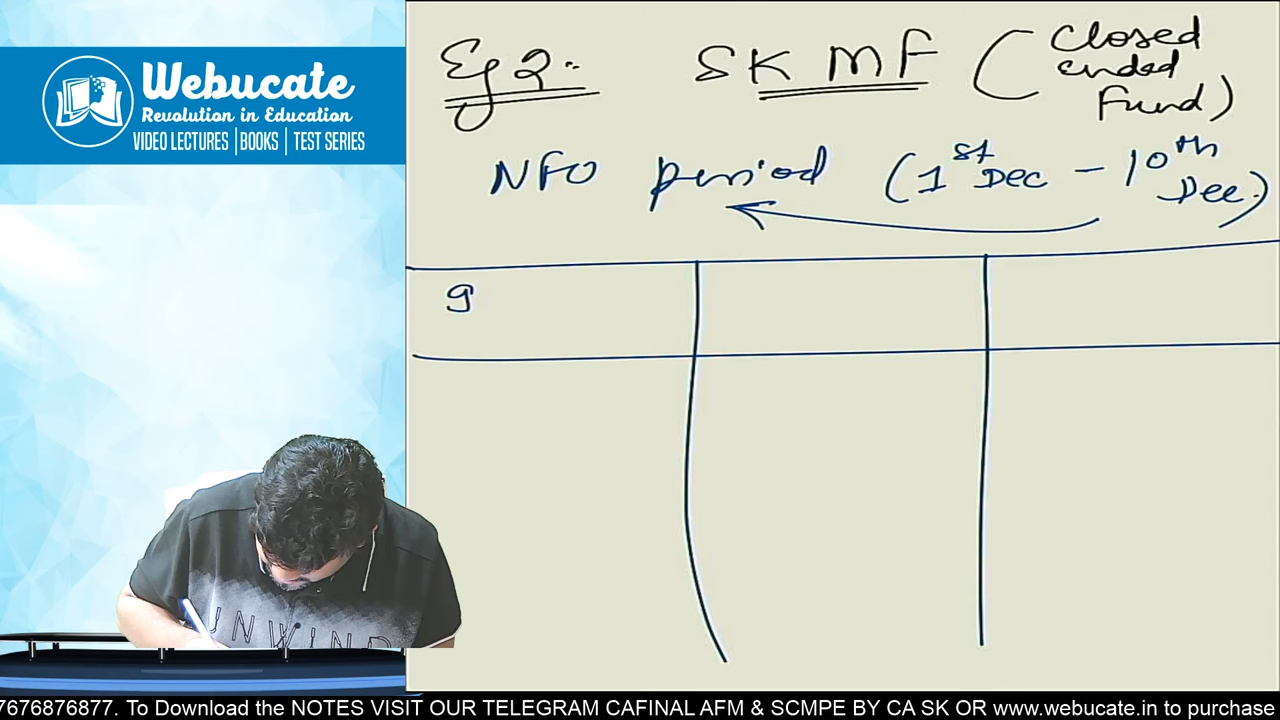 Webucate
Revolution in Education
VIDEO LECTURES | BOOKS | TEST SERIES
Eg 2:- SK MF (Closed ended Fund)
NFO period (1st Dec - 10th Dec.)
9
UNWIND
7676876877. To Download the NOTES VISIT OUR TELEGRAM CAFINAL AFM & SCMPE BY CA SK OR www.webucate.in to purchase